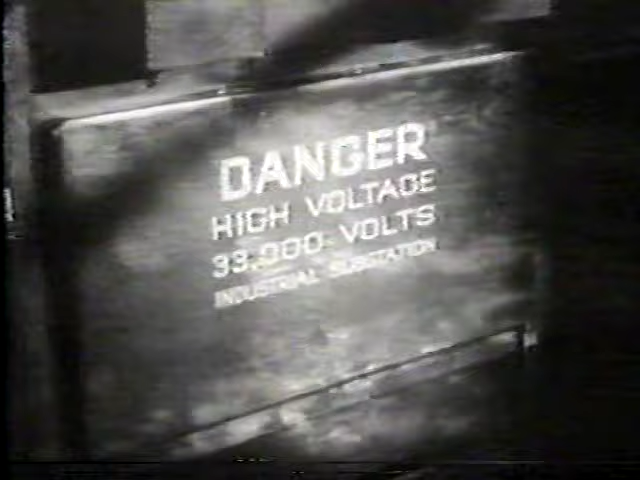 DANGER
HIGH VOLTAGE
33,000 VOLTS
INDUSTRIAL SUBSTATION